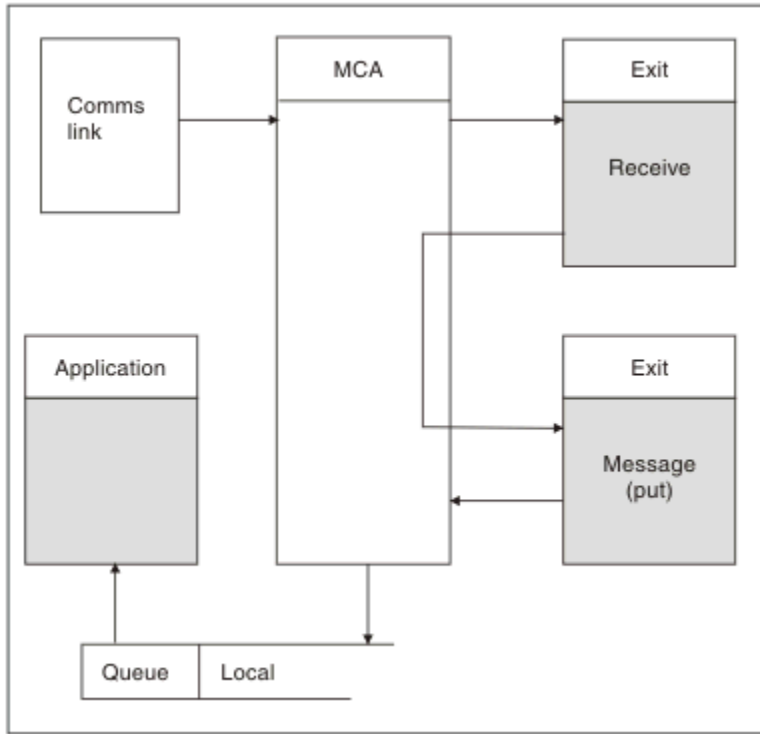 Comms
link
MCA
Exit
Receive
Application
Exit
Message
(put)
Queue
Local